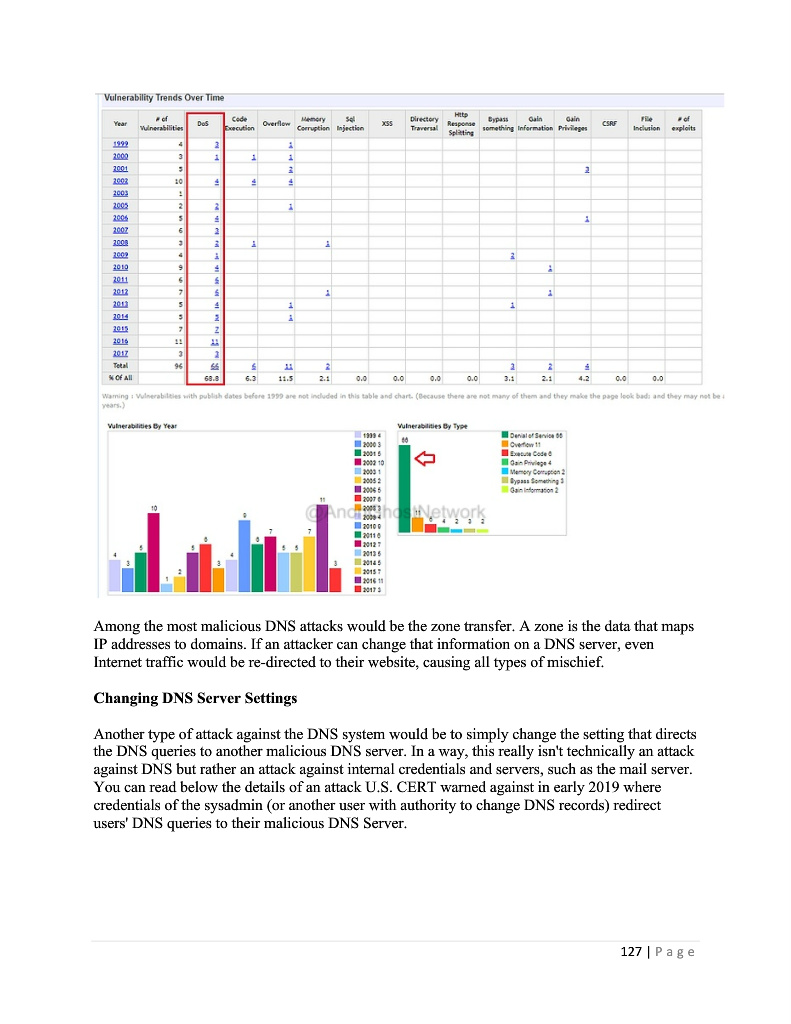 Vulnerability Trends Over Time
Year # of Vulnerabilities DoS Code Execution Overflow Memory Corruption Sql Injection XSS Directory Traversal Http Response Splitting Bypass something Gain Information Gain Privileges CSRF File Inclusion # of exploits
1999 4 3 1
2000 3 1 1 1
2001 5 2 3
2002 10 4 4 4
2003 1
2005 2 2 1
2006 5 4 1
2007 6 3
2008 3 2 1 1
2009 4 1 2
2010 9 4 1
2011 6 6
2012 7 6 1 1
2013 5 4 1 1
2014 5 5 1
2015 7 7
2016 11 11
2017 3 3
Total 96 66 6 11 2 3 2 4
% Of All 68.8 6.3 11.5 2.1 0.0 0.0 0.0 0.0 3.1 2.1 4.2 0.0 0.0
Warning : Vulnerabilities with publish dates before 1999 are not included in this table and chart. (Because there are not many of them and they make the page look bad; and they may not be
years.)
Vulnerabilities By Year
4 3 5 10 1 2 5 6 3 4 9 6 7 5 5 7 11 3
1999 4
2000 3
2001 5
2002 10
2003 1
2005 2
2006 5
2007 6
2008 3
2009 4
2010 9
2011 6
2012 7
2013 5
2014 5
2015 7
2016 11
2017 3
Vulnerabilities By Type
66 11 6 4 2 3 2
Denial of Service 66
Overflow 11
Execute Code 6
Gain Privilege 4
Memory Corruption 2
Bypass Something 3
Gain Information 2
Among the most malicious DNS attacks would be the zone transfer. A zone is the data that maps
IP addresses to domains. If an attacker can change that information on a DNS server, even
Internet traffic would be re-directed to their website, causing all types of mischief.
Changing DNS Server Settings
Another type of attack against the DNS system would be to simply change the setting that directs
the DNS queries to another malicious DNS server. In a way, this really isn't technically an attack
against DNS but rather an attack against internal credentials and servers, such as the mail server.
You can read below the details of an attack U.S. CERT warned against in early 2019 where
credentials of the sysadmin (or another user with authority to change DNS records) redirect
users' DNS queries to their malicious DNS Server.
127 | P a g e